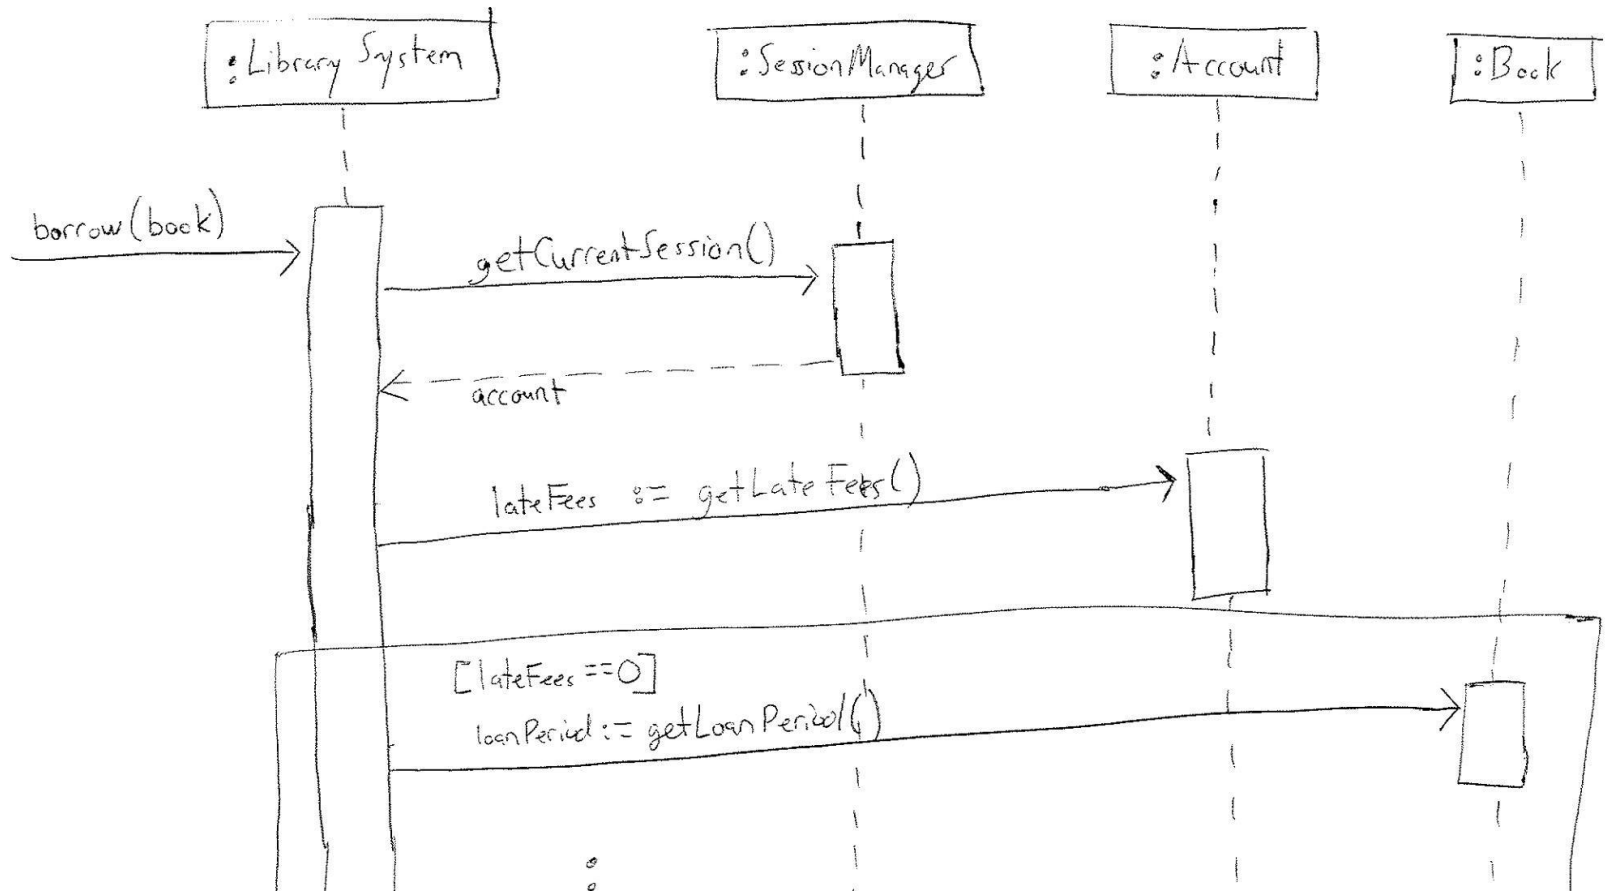 :Library System
:SessionManager
:Account
:Book
borrow(book)
getCurrentSession()
account
lateFees := getLateFees()
[lateFees==0]
loanPeriod:= getLoanPeriod()